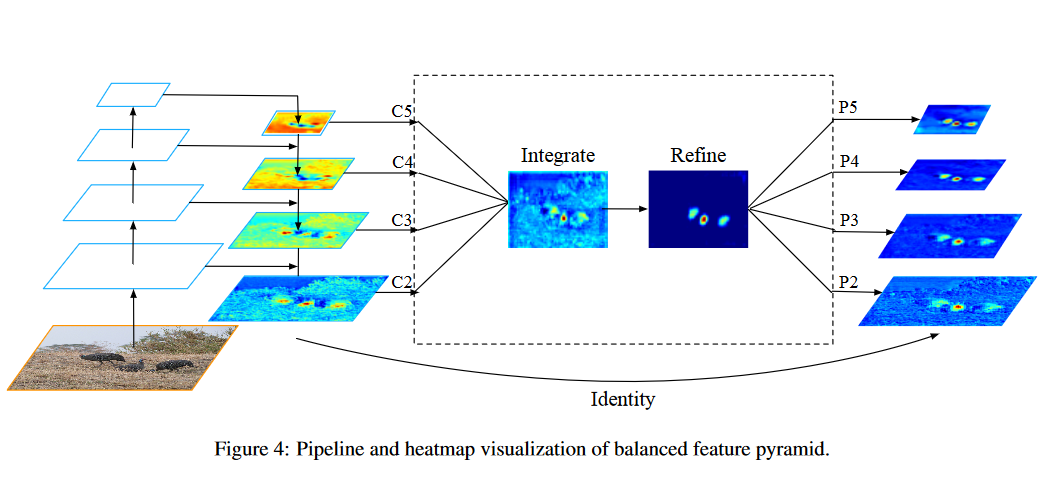 C5
C4
C3
C2
Integrate
Refine
P5
P4
P3
P2
Identity
Figure 4: Pipeline and heatmap visualization of balanced feature pyramid.